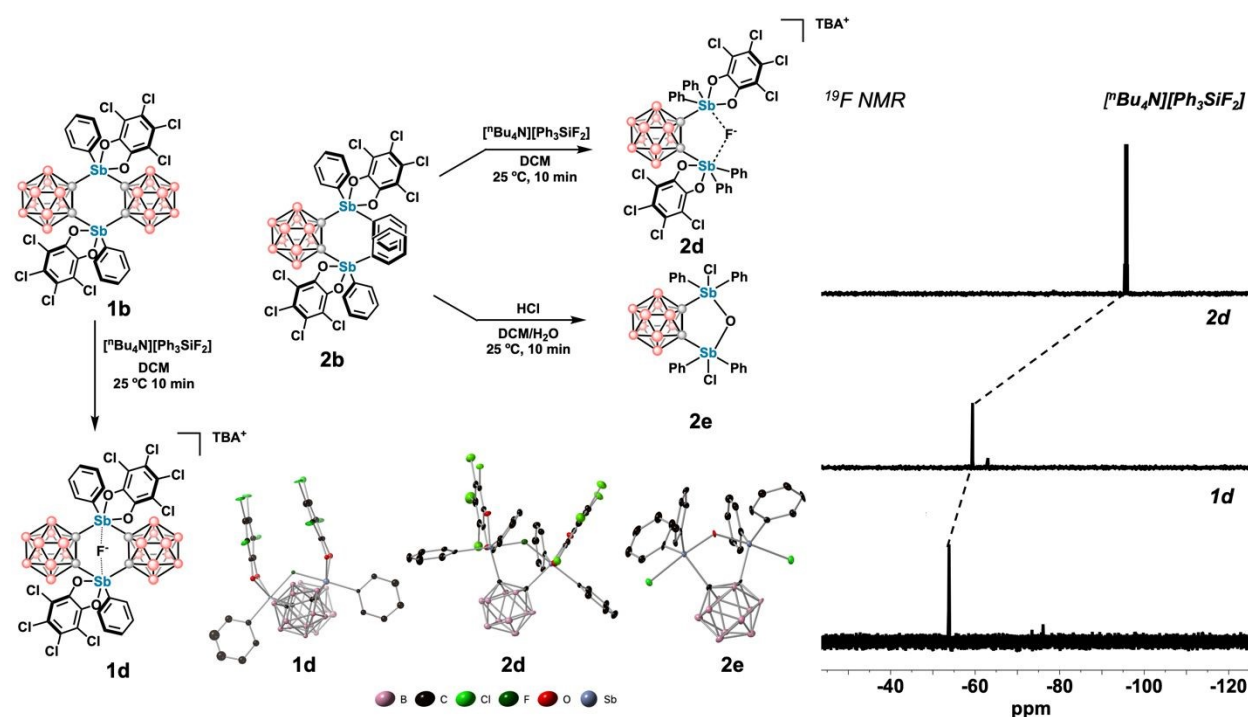 Cl
Cl
Cl
Cl
O
O
Sb
Sb
O
O
Cl
Cl
Cl
Cl
1b
[ⁿBu₄N][Ph₃SiF₂]
DCM
25 ºC 10 min
TBA⁺
Cl
Cl
Cl
Cl
O
O
Sb
F⁻
Sb
O
O
Cl
Cl
Cl
Cl
1d
Cl
Cl
Cl
Cl
O
O
Sb
Sb
O
O
Cl
Cl
Cl
Cl
2b
[ⁿBu₄N][Ph₃SiF₂]
DCM
25 ºC, 10 min
HCl
DCM/H₂O
25 ºC, 10 min
TBA⁺
Cl
Cl
Cl
Cl
O
O
Ph
Ph
Sb
F⁻
Sb
O
O
Ph
Ph
Cl
Cl
Cl
Cl
2d
Cl
Ph
Sb
Ph
O
Sb
Ph
Ph
Cl
2e
1d
2d
2e
B C Cl F O Sb
¹⁹F NMR
[ⁿBu₄N][Ph₃SiF₂]
2d
1d
-40 -60 -80 -100 -120
ppm